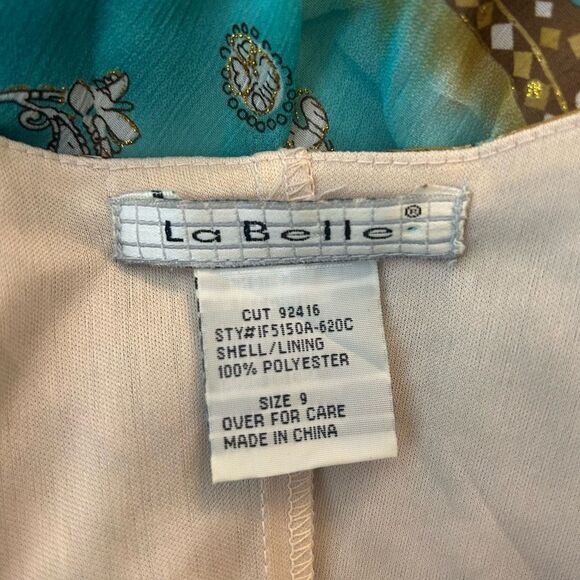 La Belle®
CUT 92416
STY#IF5150A-620C
SHELL/LINING
100% POLYESTER
SIZE 9
OVER FOR CARE
MADE IN CHINA